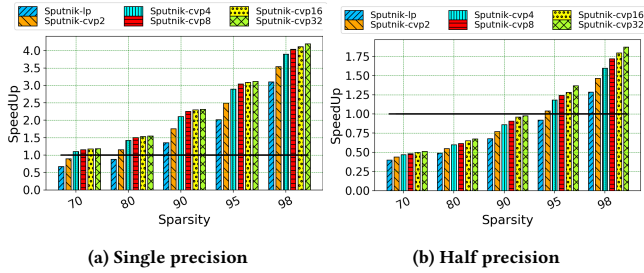 Sputnik-lp Sputnik-cvp4 Sputnik-cvp16
Sputnik-cvp2 Sputnik-cvp8 Sputnik-cvp32
SpeedUp
4.0
3.5
3.0
2.5
2.0
1.5
1.0
0.5
0.0
70 80 90 95 98
Sparsity
(a) Single precision
Sputnik-lp Sputnik-cvp4 Sputnik-cvp16
Sputnik-cvp2 Sputnik-cvp8 Sputnik-cvp32
SpeedUp
1.75
1.50
1.25
1.00
0.75
0.50
0.25
0.00
70 80 90 95 98
Sparsity
(b) Half precision